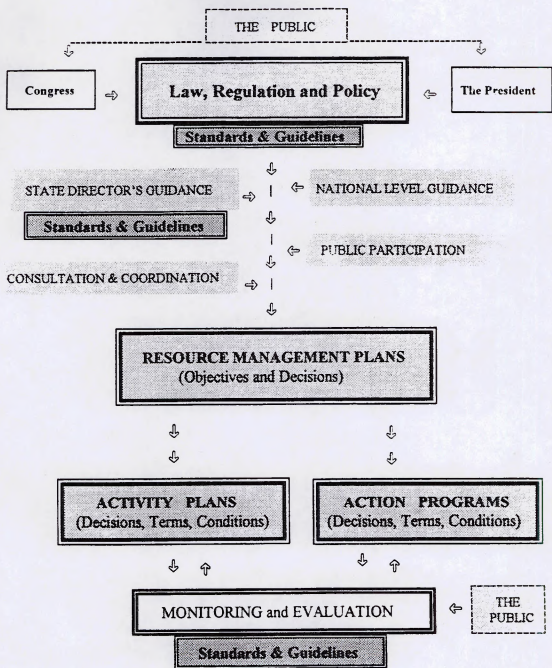 THE PUBLIC
Congress
Law, Regulation and Policy
The President
Standards & Guidelines
STATE DIRECTOR'S GUIDANCE
NATIONAL LEVEL GUIDANCE
Standards & Guidelines
PUBLIC PARTICIPATION
CONSULTATION & COORDINATION
RESOURCE MANAGEMENT PLANS
(Objectives and Decisions)
ACTIVITY PLANS
(Decisions, Terms, Conditions)
ACTION PROGRAMS
(Decisions, Terms, Conditions)
MONITORING and EVALUATION
THE
PUBLIC
Standards & Guidelines